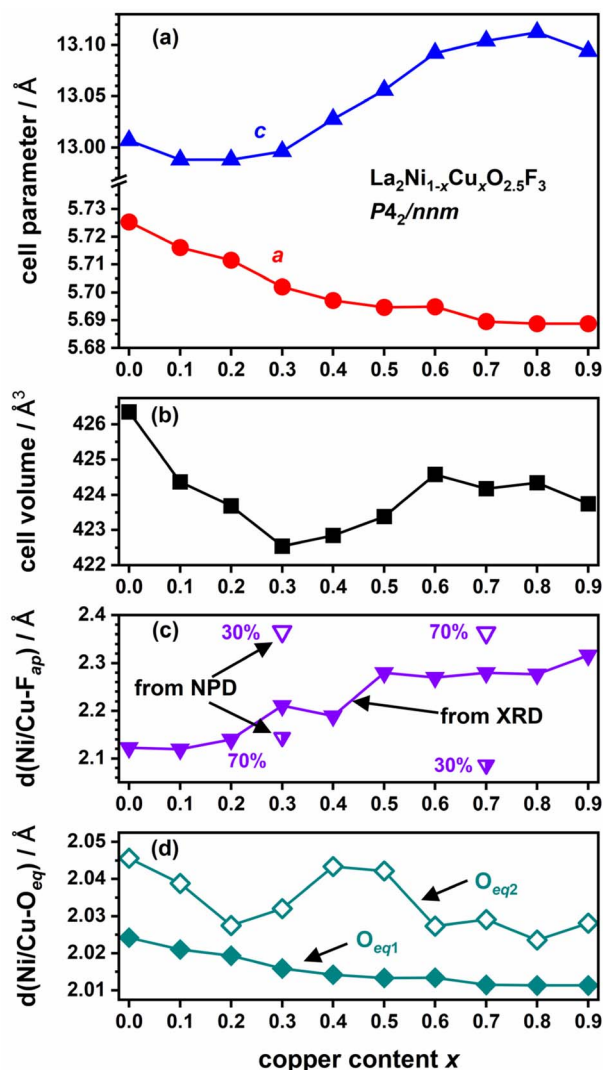 (a)
cell parameter / Å
13.10
13.05
13.00
5.73
5.72
5.71
5.70
5.69
5.68
c
La2Ni1-xCuxO2.5F3
P42/nnm
a
0.0 0.1 0.2 0.3 0.4 0.5 0.6 0.7 0.8 0.9
(b)
cell volume / Å3
426
425
424
423
422
0.0 0.1 0.2 0.3 0.4 0.5 0.6 0.7 0.8 0.9
(c)
d(Ni/Cu-Fap) / Å
2.4
2.3
2.2
2.1
30%
70%
from NPD
from XRD
70%
30%
0.0 0.1 0.2 0.3 0.4 0.5 0.6 0.7 0.8 0.9
(d)
d(Ni/Cu-Oeq) / Å
2.05
2.04
2.03
2.02
2.01
Oeq2
Oeq1
0.0 0.1 0.2 0.3 0.4 0.5 0.6 0.7 0.8 0.9
copper content x